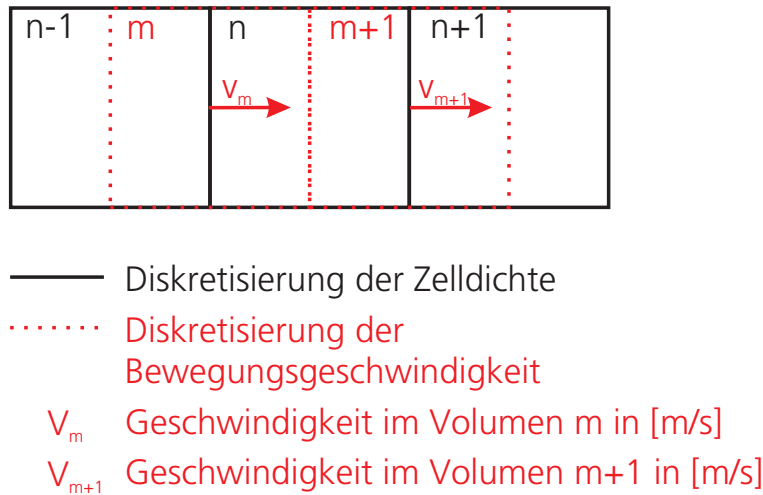 n-1 m n m+1 n+1
Vm Vm+1
Diskretisierung der Zelldichte
Diskretisierung der
Bewegungsgeschwindigkeit
Vm Geschwindigkeit im Volumen m in [m/s]
Vm+1 Geschwindigkeit im Volumen m+1 in [m/s]